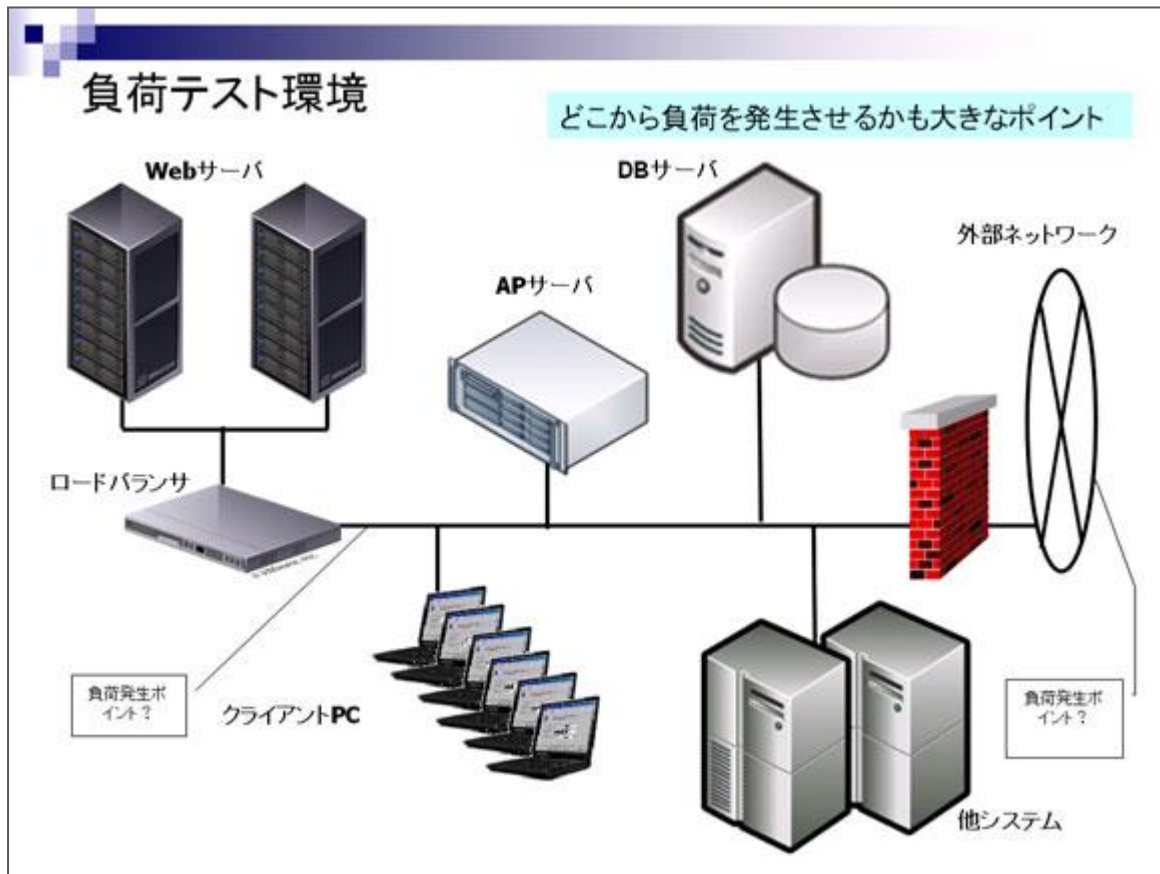 負荷テスト環境
どこから負荷を発生させるかも大きなポイント
Webサーバ
DBサーバ
外部ネットワーク
APサーバ
ロードバランサ
© VMware, Inc.
負荷発生ポ
イント？
クライアントPC
負荷発生ポ
イント？
他システム